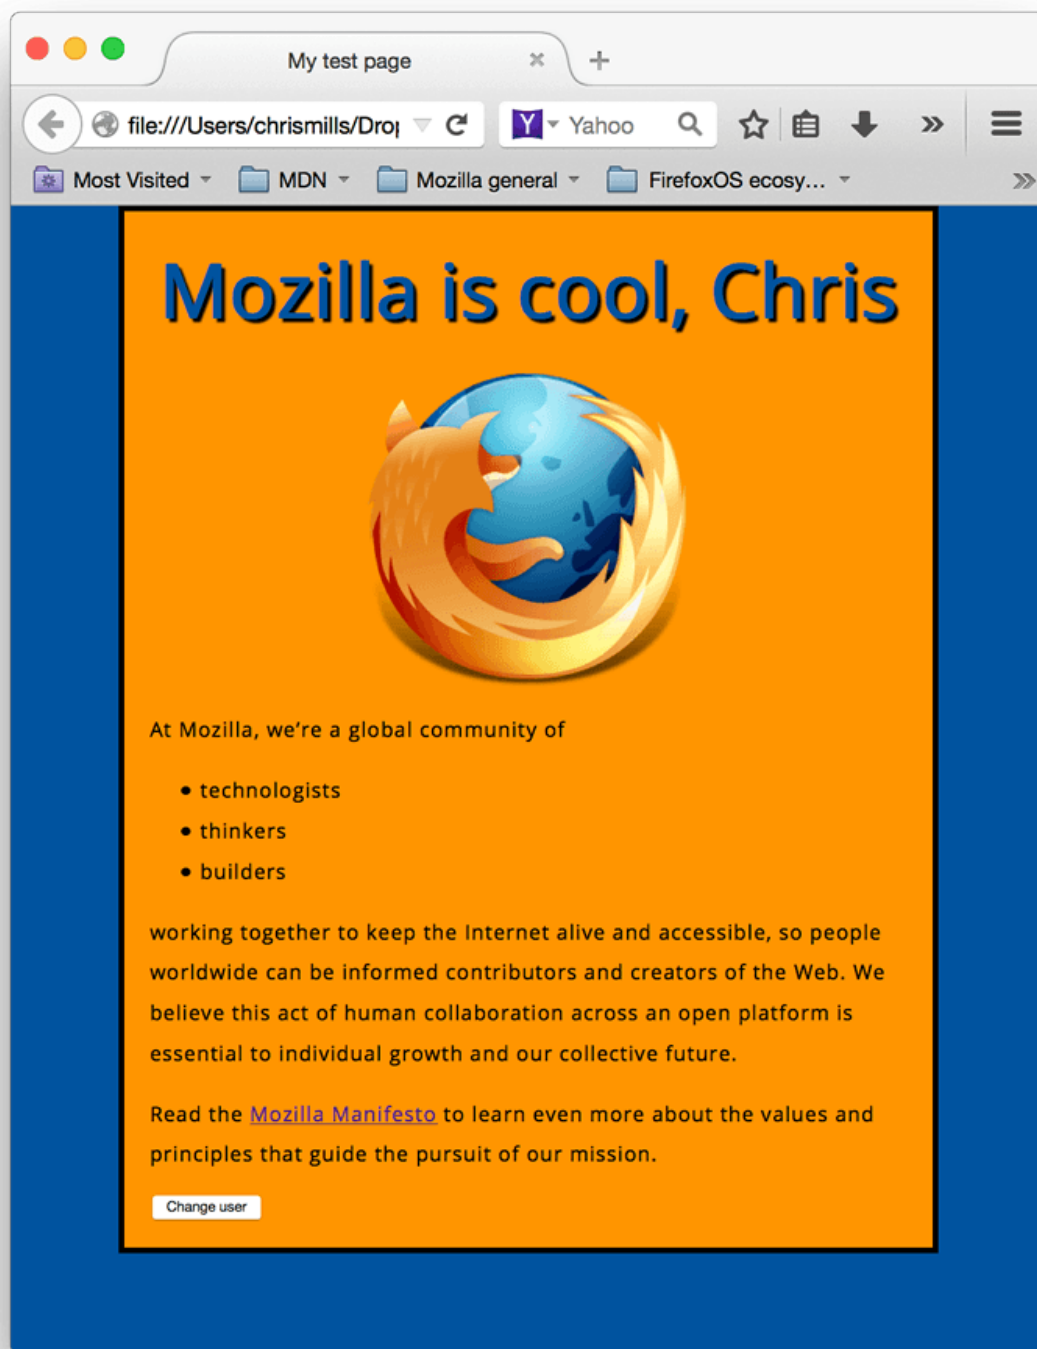 My test page
file:///Users/chrismills/Dro
Yahoo
Most Visited MDN Mozilla general FirefoxOS ecosy...
Mozilla is cool, Chris
At Mozilla, we’re a global community of
• technologists
• thinkers
• builders
working together to keep the Internet alive and accessible, so people
worldwide can be informed contributors and creators of the Web. We
believe this act of human collaboration across an open platform is
essential to individual growth and our collective future.
Read the Mozilla Manifesto to learn even more about the values and
principles that guide the pursuit of our mission.
Change user